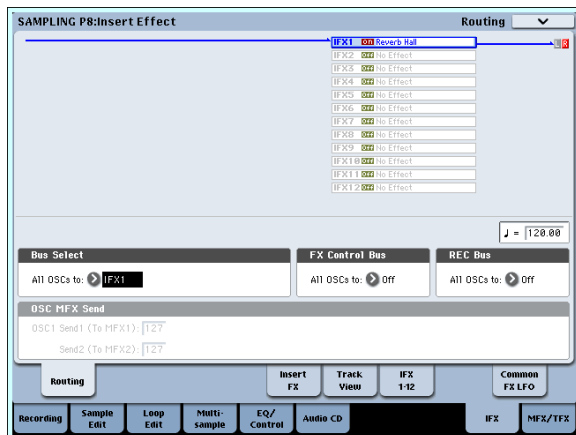 SAMPLING P8:Insert Effect Routing
IFX1 On Reverb Hall
IFX2 Off No Effect
IFX3 Off No Effect
IFX4 Off No Effect
IFX5 Off No Effect
IFX6 Off No Effect
IFX7 Off No Effect
IFX8 Off No Effect
IFX9 Off No Effect
IFX10 Off No Effect
IFX11 Off No Effect
IFX12 Off No Effect
L R
♩ = 120.00
Bus Select
All OSCs to: IFX1
FX Control Bus
All OSCs to: Off
REC Bus
All OSCs to: Off
OSC MFX Send
OSC1 Send1 (To MFX1): 127
Send2 (To MFX2): 127
Routing
Insert
FX
Track
View
IFX
1-12
Common
FX LFO
Recording
Sample
Edit
Loop
Edit
Multi-
sample
EQ/
Control
Audio CD
IFX
MFX/TFX